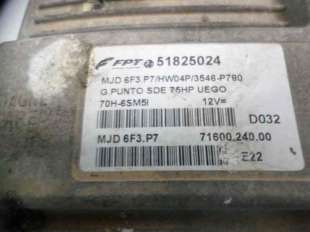 FPT 51825024
MJD 6F3.P7/HW04P/3546-P790
G.PUNTO SDE 75HP UEGO
70H-6SM5I 12V=
D032
MJD 6F3.P7 71600.240.00
E22